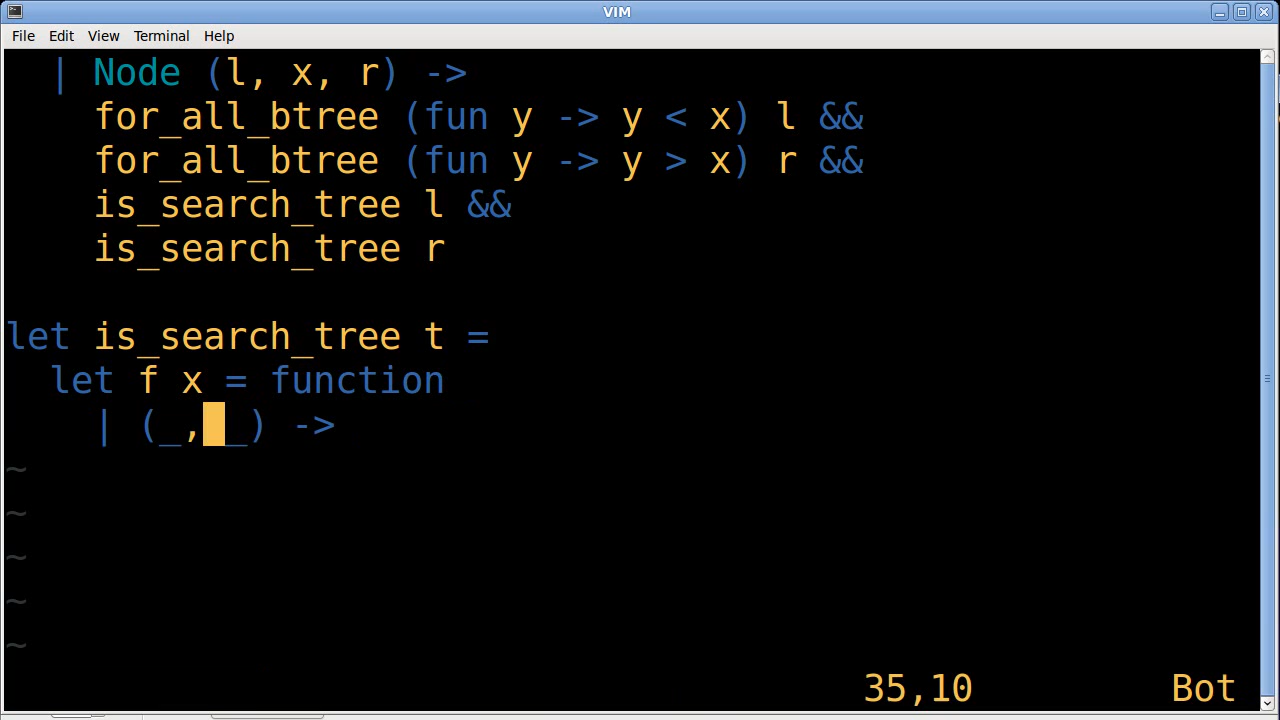 VIM
File Edit View Terminal Help
  | Node (l, x, r) ->
    for_all_btree (fun y -> y < x) l &&
    for_all_btree (fun y -> y > x) r &&
    is_search_tree l &&
    is_search_tree r

let is_search_tree t =
  let f x = function
    | (_, _) ->
~
~
~
~
~
35,10 Bot